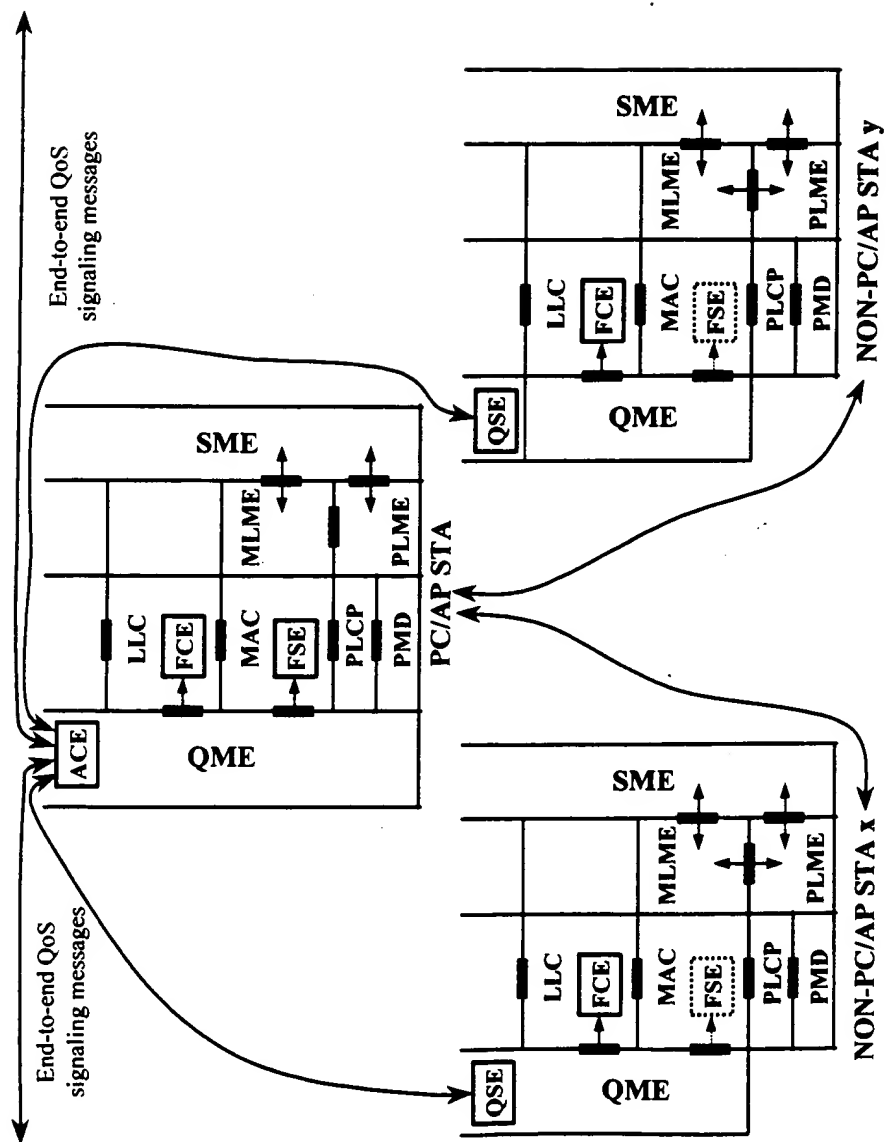 End-to-end QoS
signaling messages
End-to-end QoS
signaling messages
ACE
QME
LLC
FCE
MAC
FSE
PLCP
PMD
MLME
PLME
SME
PC/AP STA
QSE
QME
LLC
FCE
MAC
FSE
PLCP
PMD
MLME
PLME
SME
NON-PC/AP STA x
QSE
QME
LLC
FCE
MAC
FSE
PLCP
PMD
MLME
PLME
SME
NON-PC/AP STA y